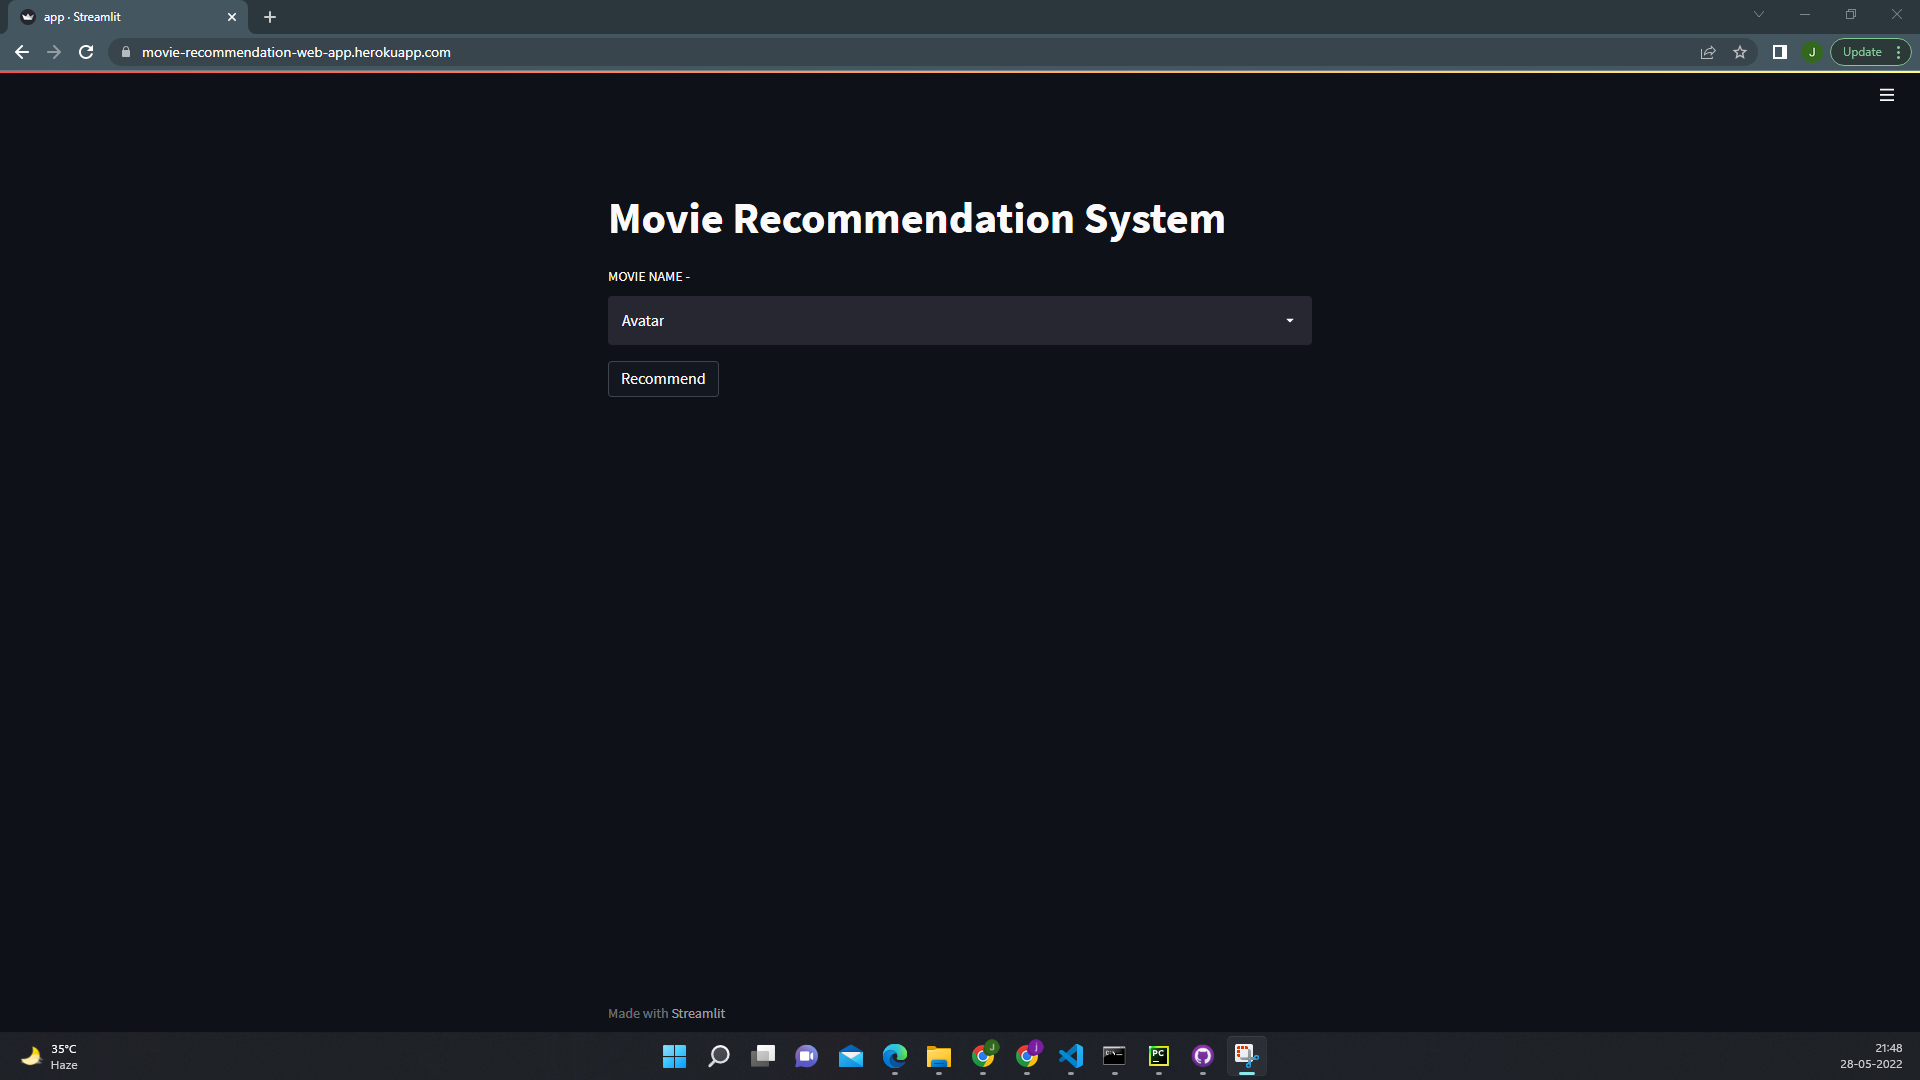 app · Streamlit
movie-recommendation-web-app.herokuapp.com
J
Update
Movie Recommendation System
MOVIE NAME -
Avatar
Recommend
Made with Streamlit
35°C
Haze
J
j
PC
21:48
28-05-2022